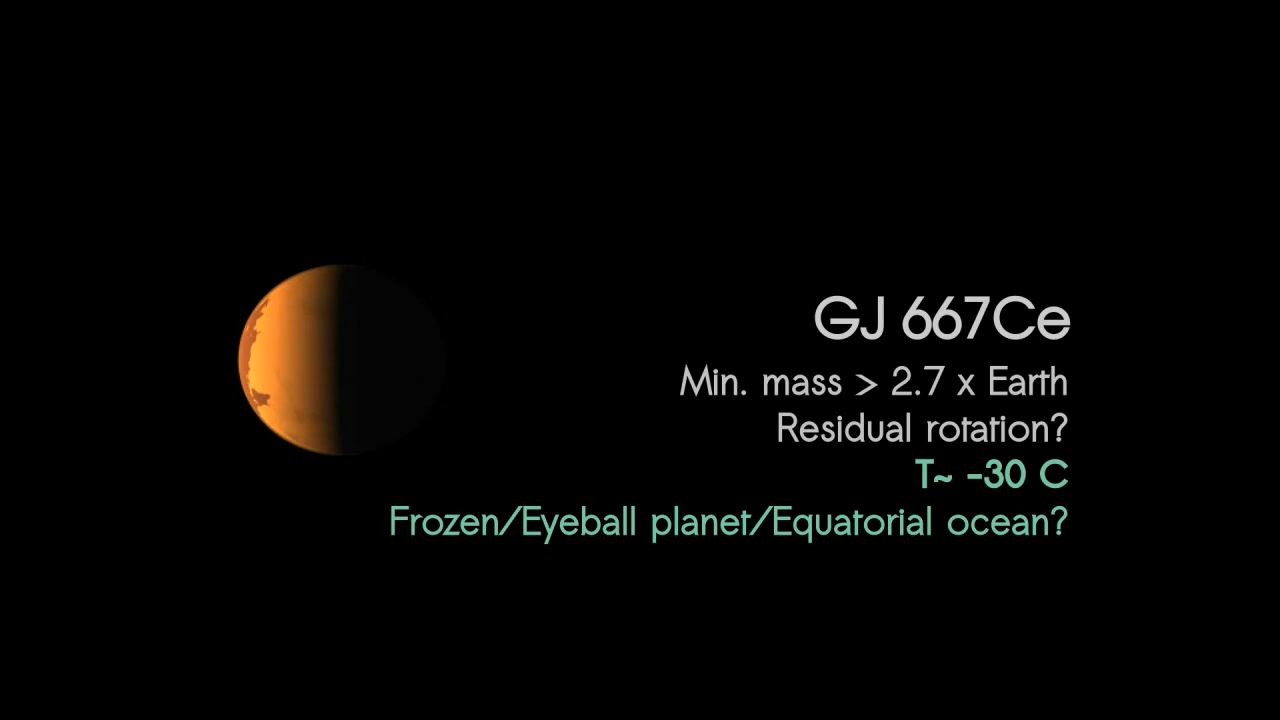 GJ 667Ce
Min. mass > 2.7 x Earth
Residual rotation?
T~ -30 C
Frozen/Eyeball planet/Equatorial ocean?